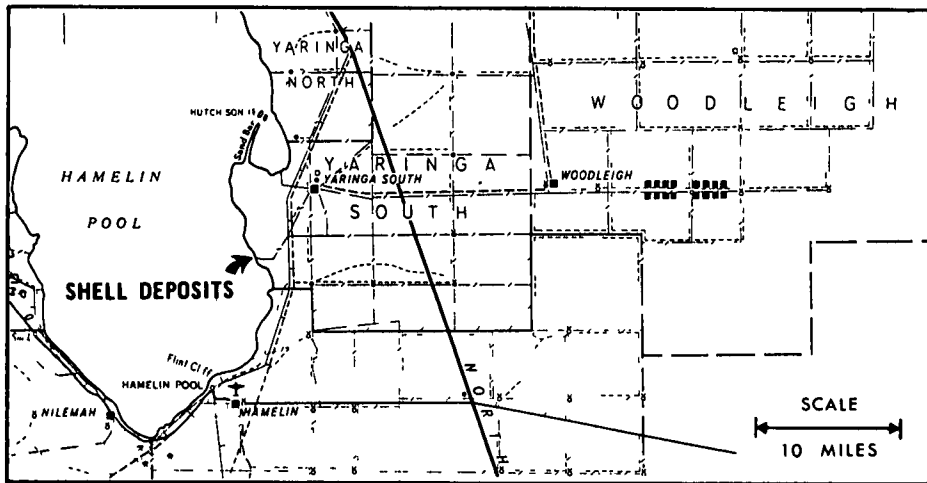 YARINGA
NORTH
WOODLEIGH
HUTCHSON IS
Sand Bar
YARINGA
YARINGA SOUTH
WOODLEIGH
HAMELIN
POOL
SOUTH
SHELL DEPOSITS
Flint Cliff
HAMELIN POOL
NORTH
NILEMAH
HAMELIN
SCALE
10 MILES